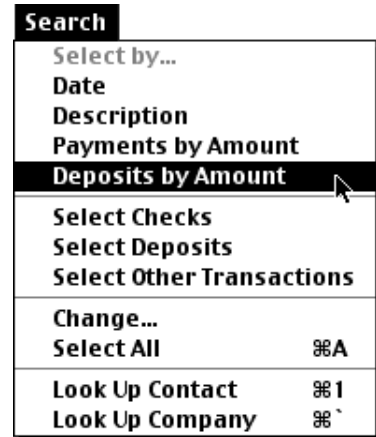 Search
Select by...
Date
Description
Payments by Amount
Deposits by Amount
Select Checks
Select Deposits
Select Other Transactions
Change...
Select All ⌘A
Look Up Contact ⌘1
Look Up Company ⌘`